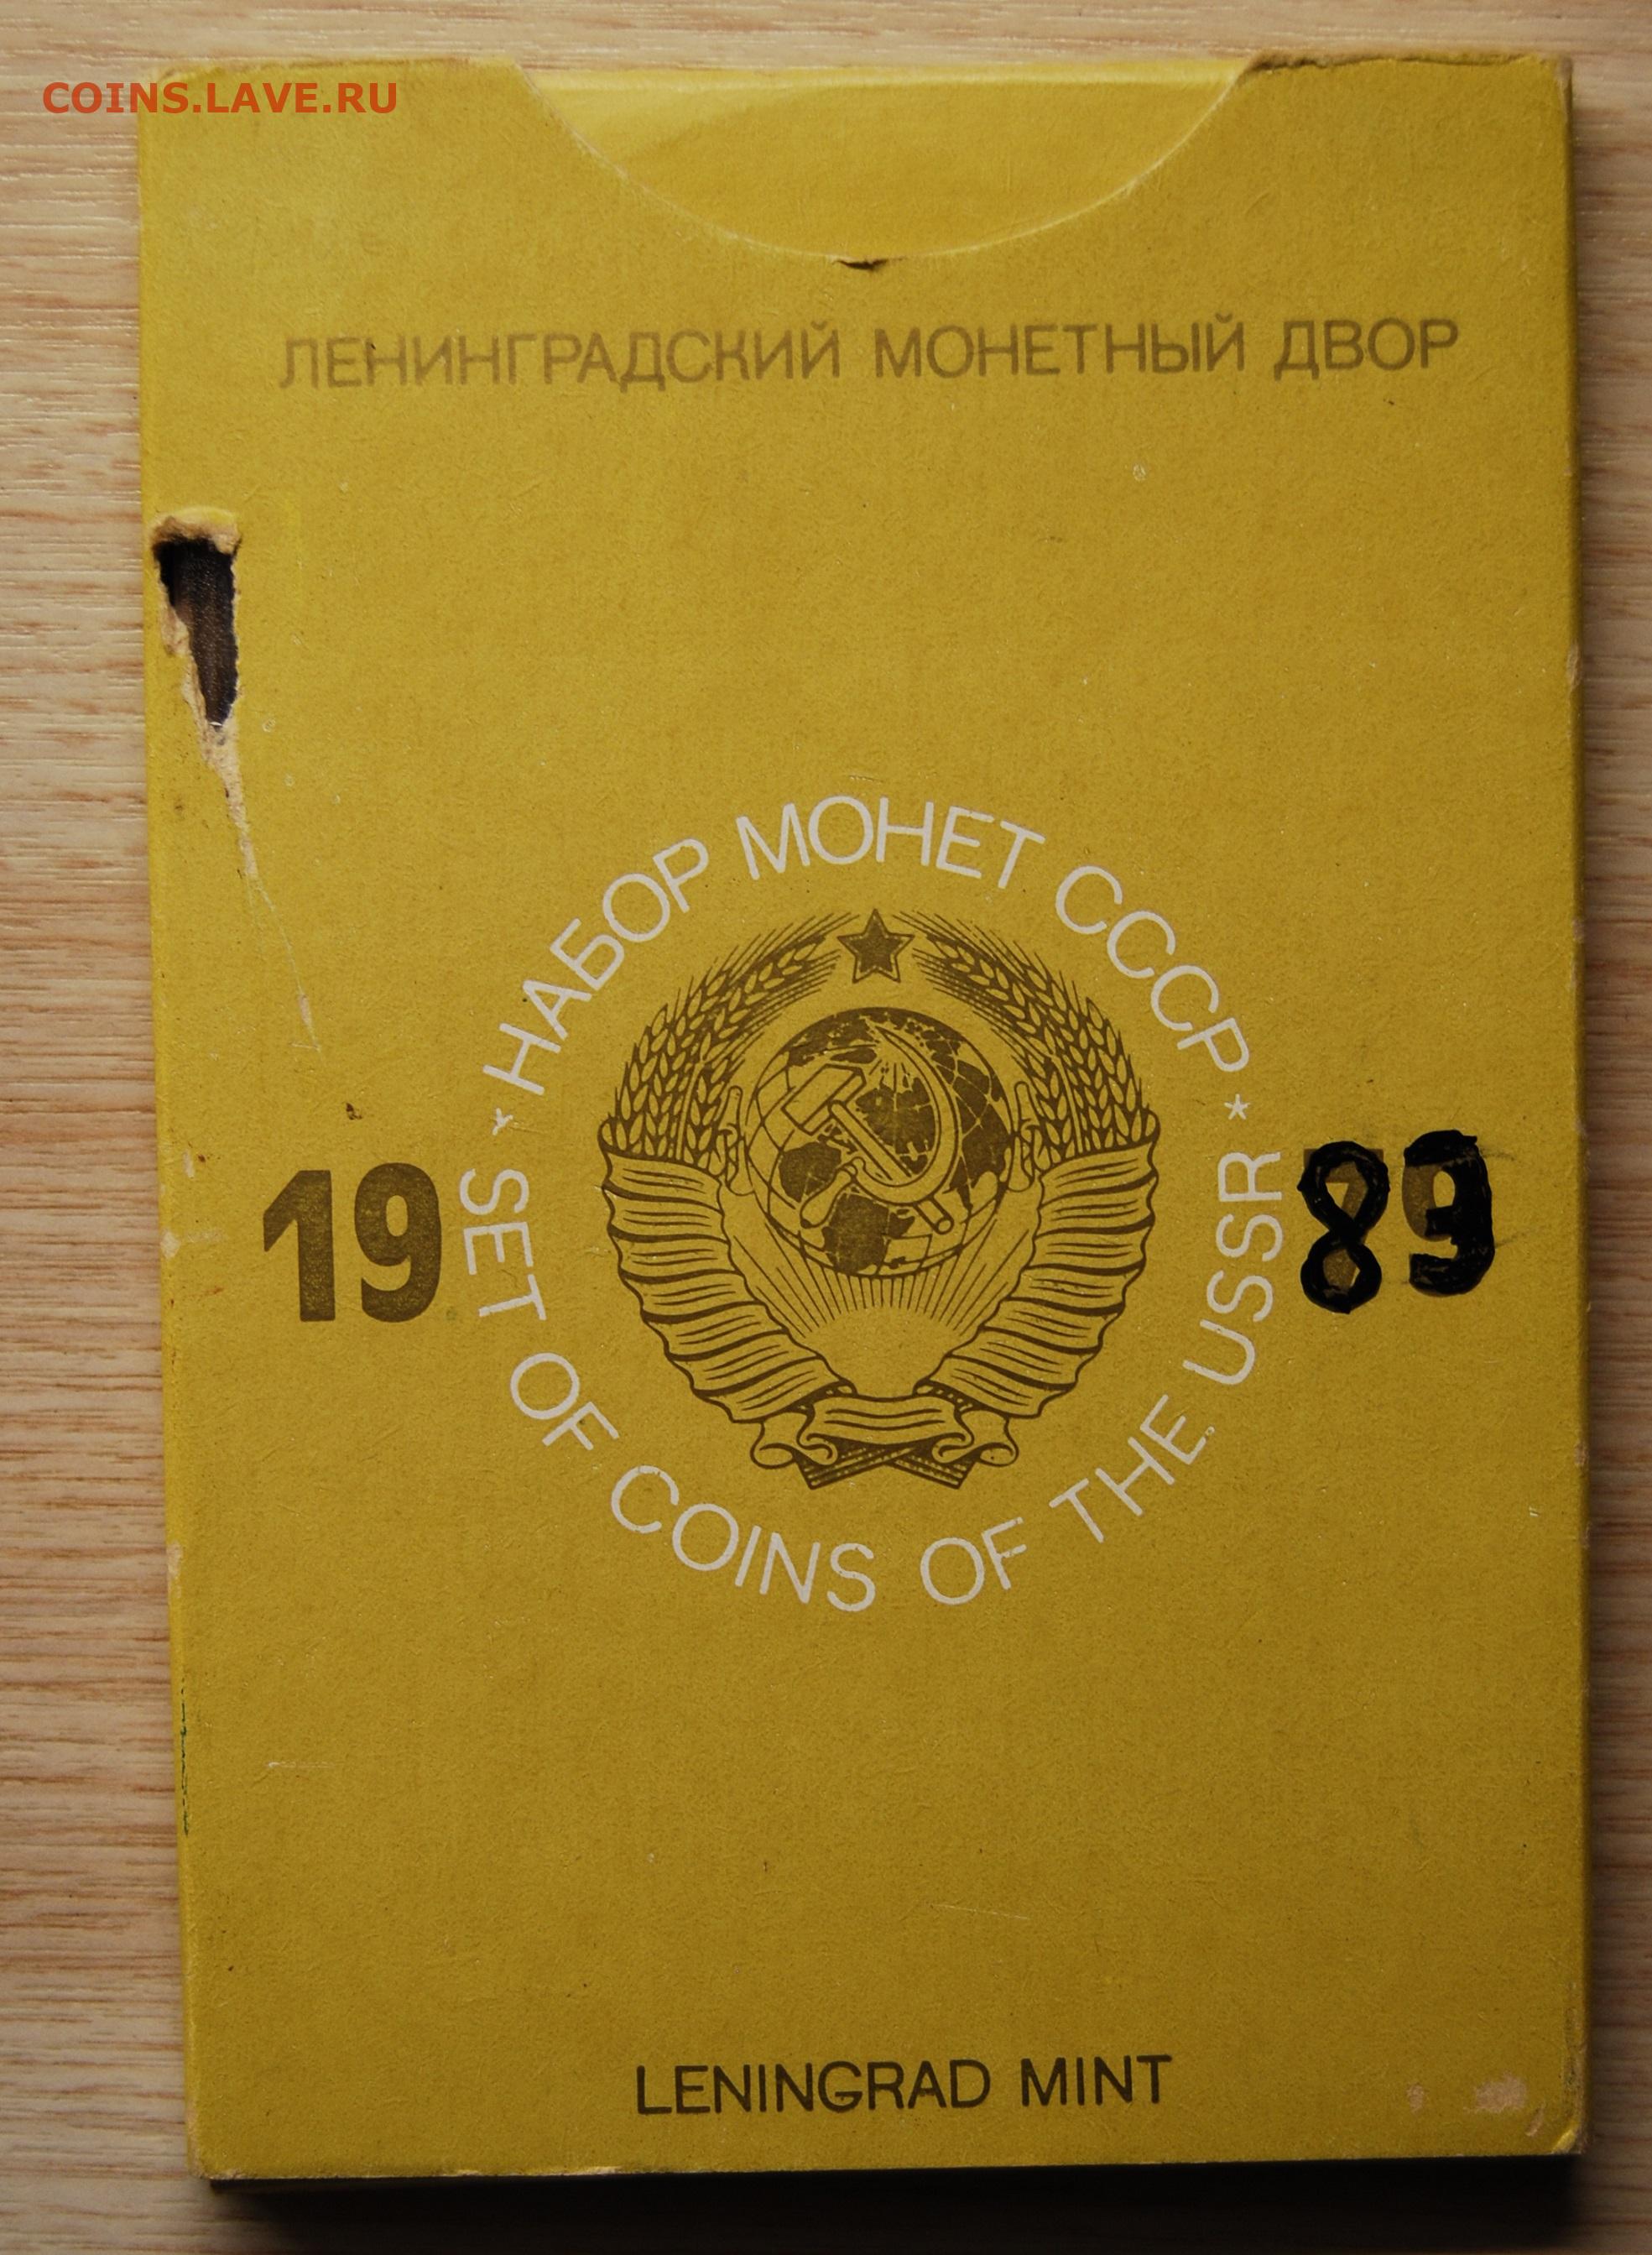 COINS.LAVE.RU
ЛЕНИНГРАДСКИЙ МОНЕТНЫЙ ДВОР
* НАБОР МОНЕТ СССР *
19
89
SET OF COINS OF THE USSR
LENINGRAD MINT